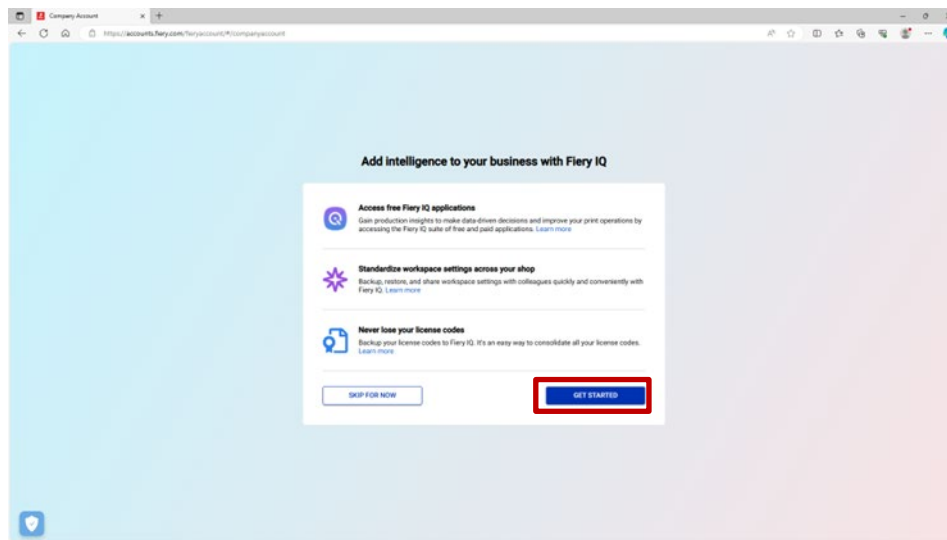 Company Account
https://accounts.fiery.com/fieryaccount/#/companyaccount
Add intelligence to your business with Fiery IQ
Access free Fiery IQ applications
Gain production insights to make data-driven decisions and improve your print operations by
accessing the Fiery IQ suite of free and paid applications. Learn more
Standardize workspace settings across your shop
Backup, restore, and share workspace settings with colleagues quickly and conveniently with
Fiery IQ. Learn more
Never lose your license codes
Backup your license codes to Fiery IQ. It's an easy way to consolidate all your license codes.
Learn more
SKIP FOR NOW
GET STARTED